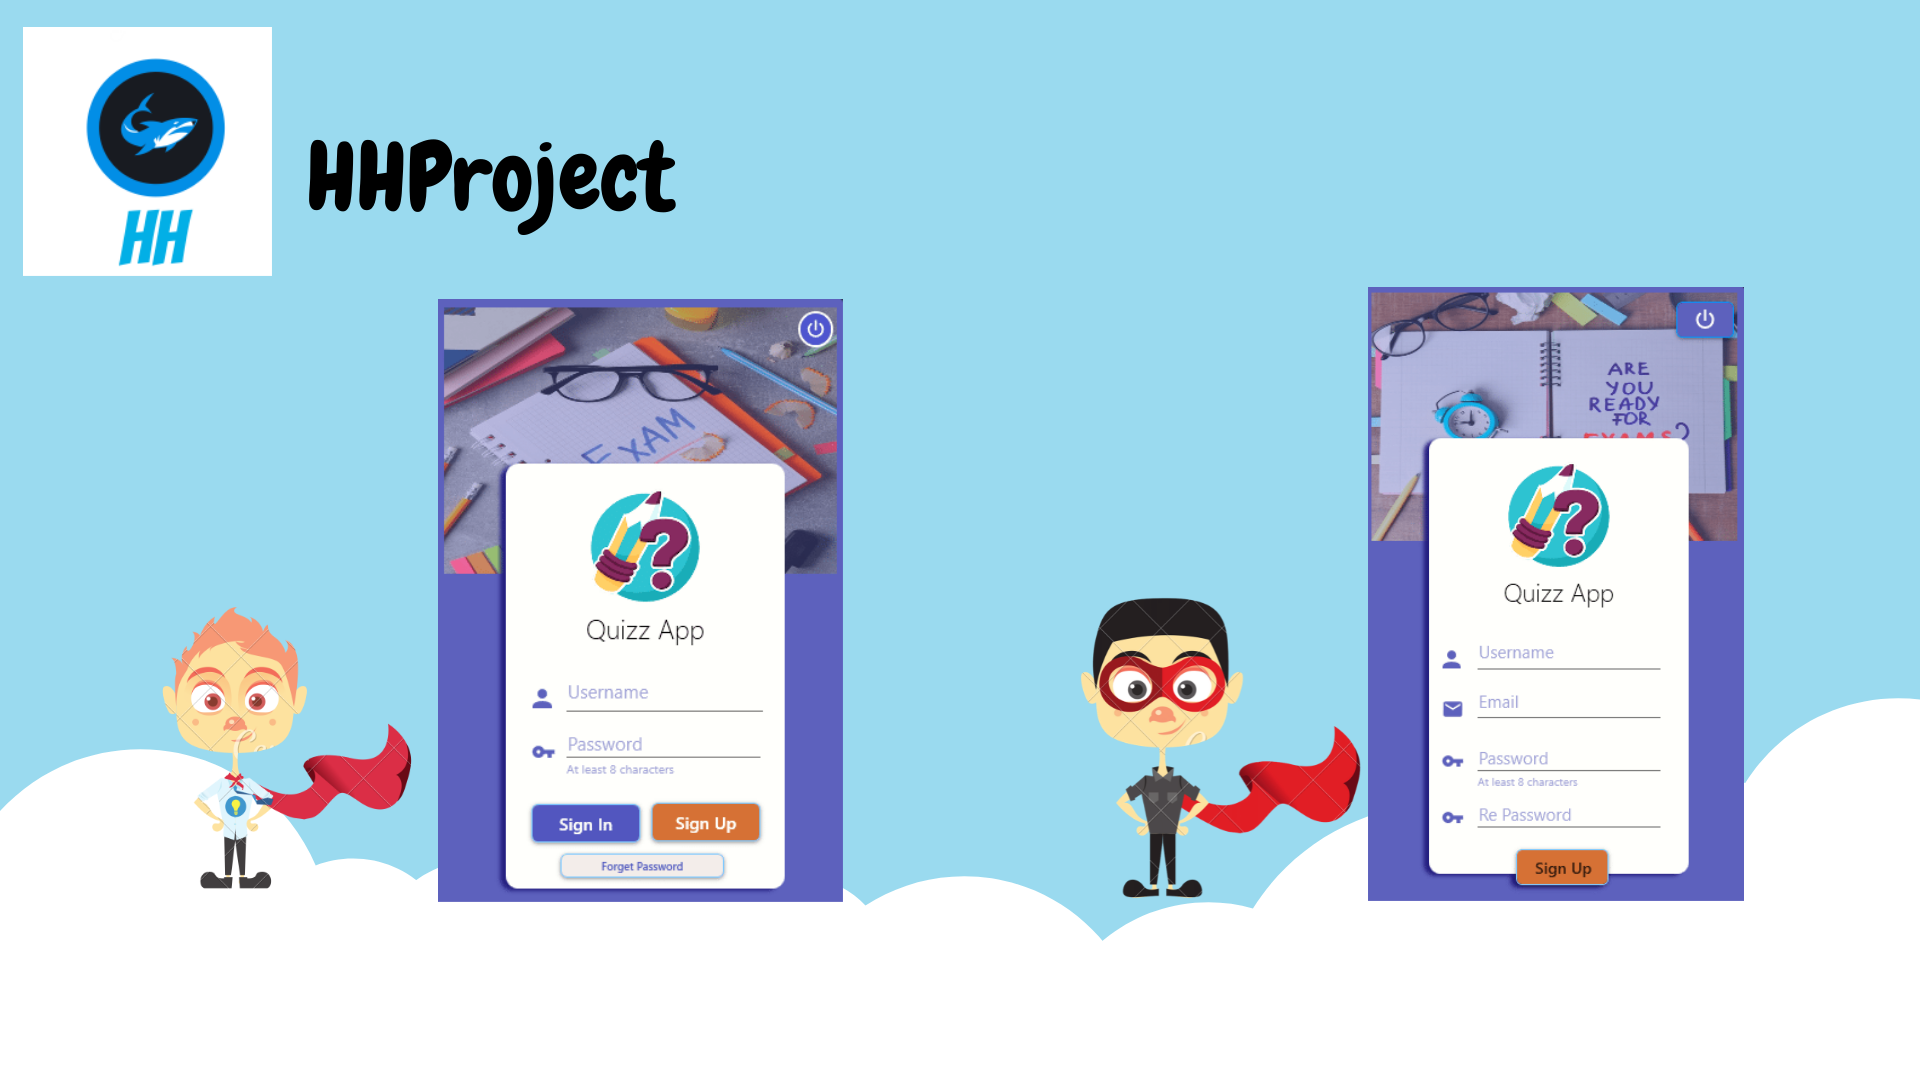 HH
HHProject
EXAM
Quizz App
Username
Password
At least 8 characters
Sign In
Sign Up
Forget Password
ARE
YOU
READY
FOR
EXAMS?
Quizz App
Username
Email
Password
At least 8 characters
Re Password
Sign Up